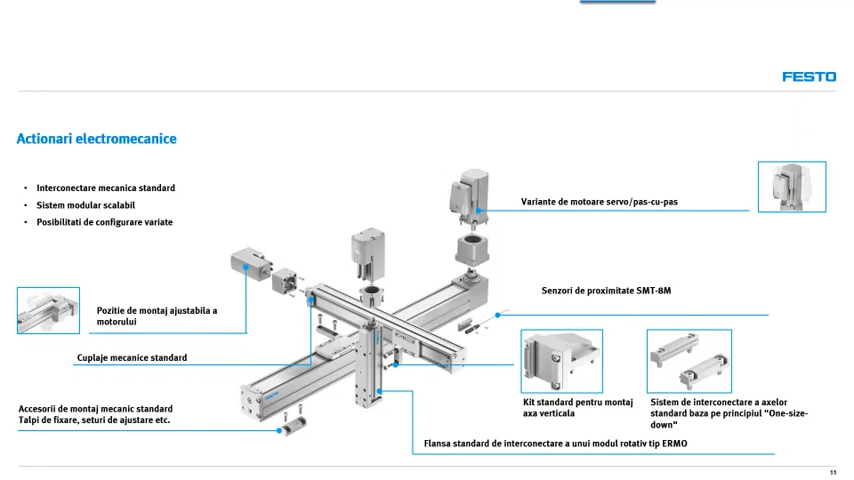 FESTO
Actionari electromecanice
• Interconectare mecanica standard
• Sistem modular scalabil
• Posibilitati de configurare variate
Variante de motoare servo/pas-cu-pas
Senzori de proximitate SMT-8M
Pozitie de montaj ajustabila a
motorului
Cuplaje mecanice standard
Accesorii de montaj mecanic standard
Talpi de fixare, seturi de ajustare etc.
Kit standard pentru montaj
axa verticala
Sistem de interconectare a axelor
standard baza pe principiul "One-size-
down"
Flansa standard de interconectare a unui modul rotativ tip ERMO
11